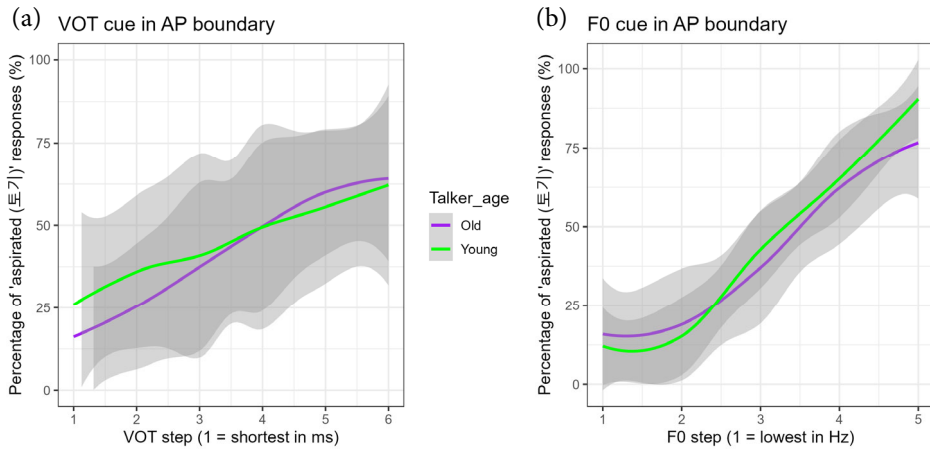 (a) VOT cue in AP boundary
Percentage of 'aspirated (토기)' responses (%)
100
75
50
25
0
1 2 3 4 5 6
VOT step (1 = shortest in ms)
Talker_age
Old
Young
(b) F0 cue in AP boundary
Percentage of 'aspirated (토기)' responses (%)
100
75
50
25
0
1 2 3 4 5
F0 step (1 = lowest in Hz)